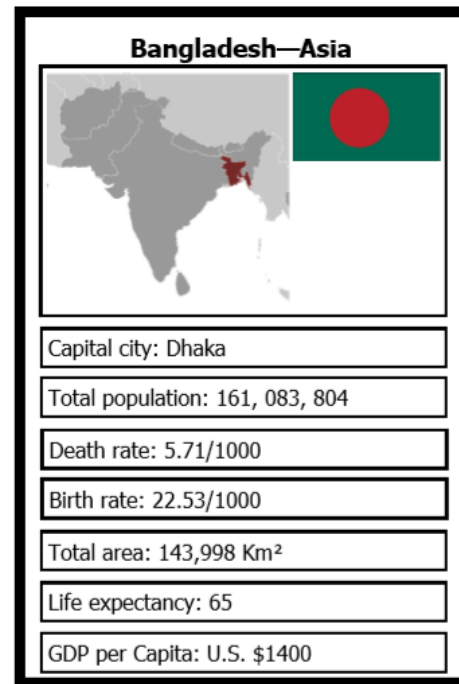 Bangladesh—Asia
Capital city: Dhaka
Total population: 161, 083, 804
Death rate: 5.71/1000
Birth rate: 22.53/1000
Total area: 143,998 Km²
Life expectancy: 65
GDP per Capita: U.S. $1400